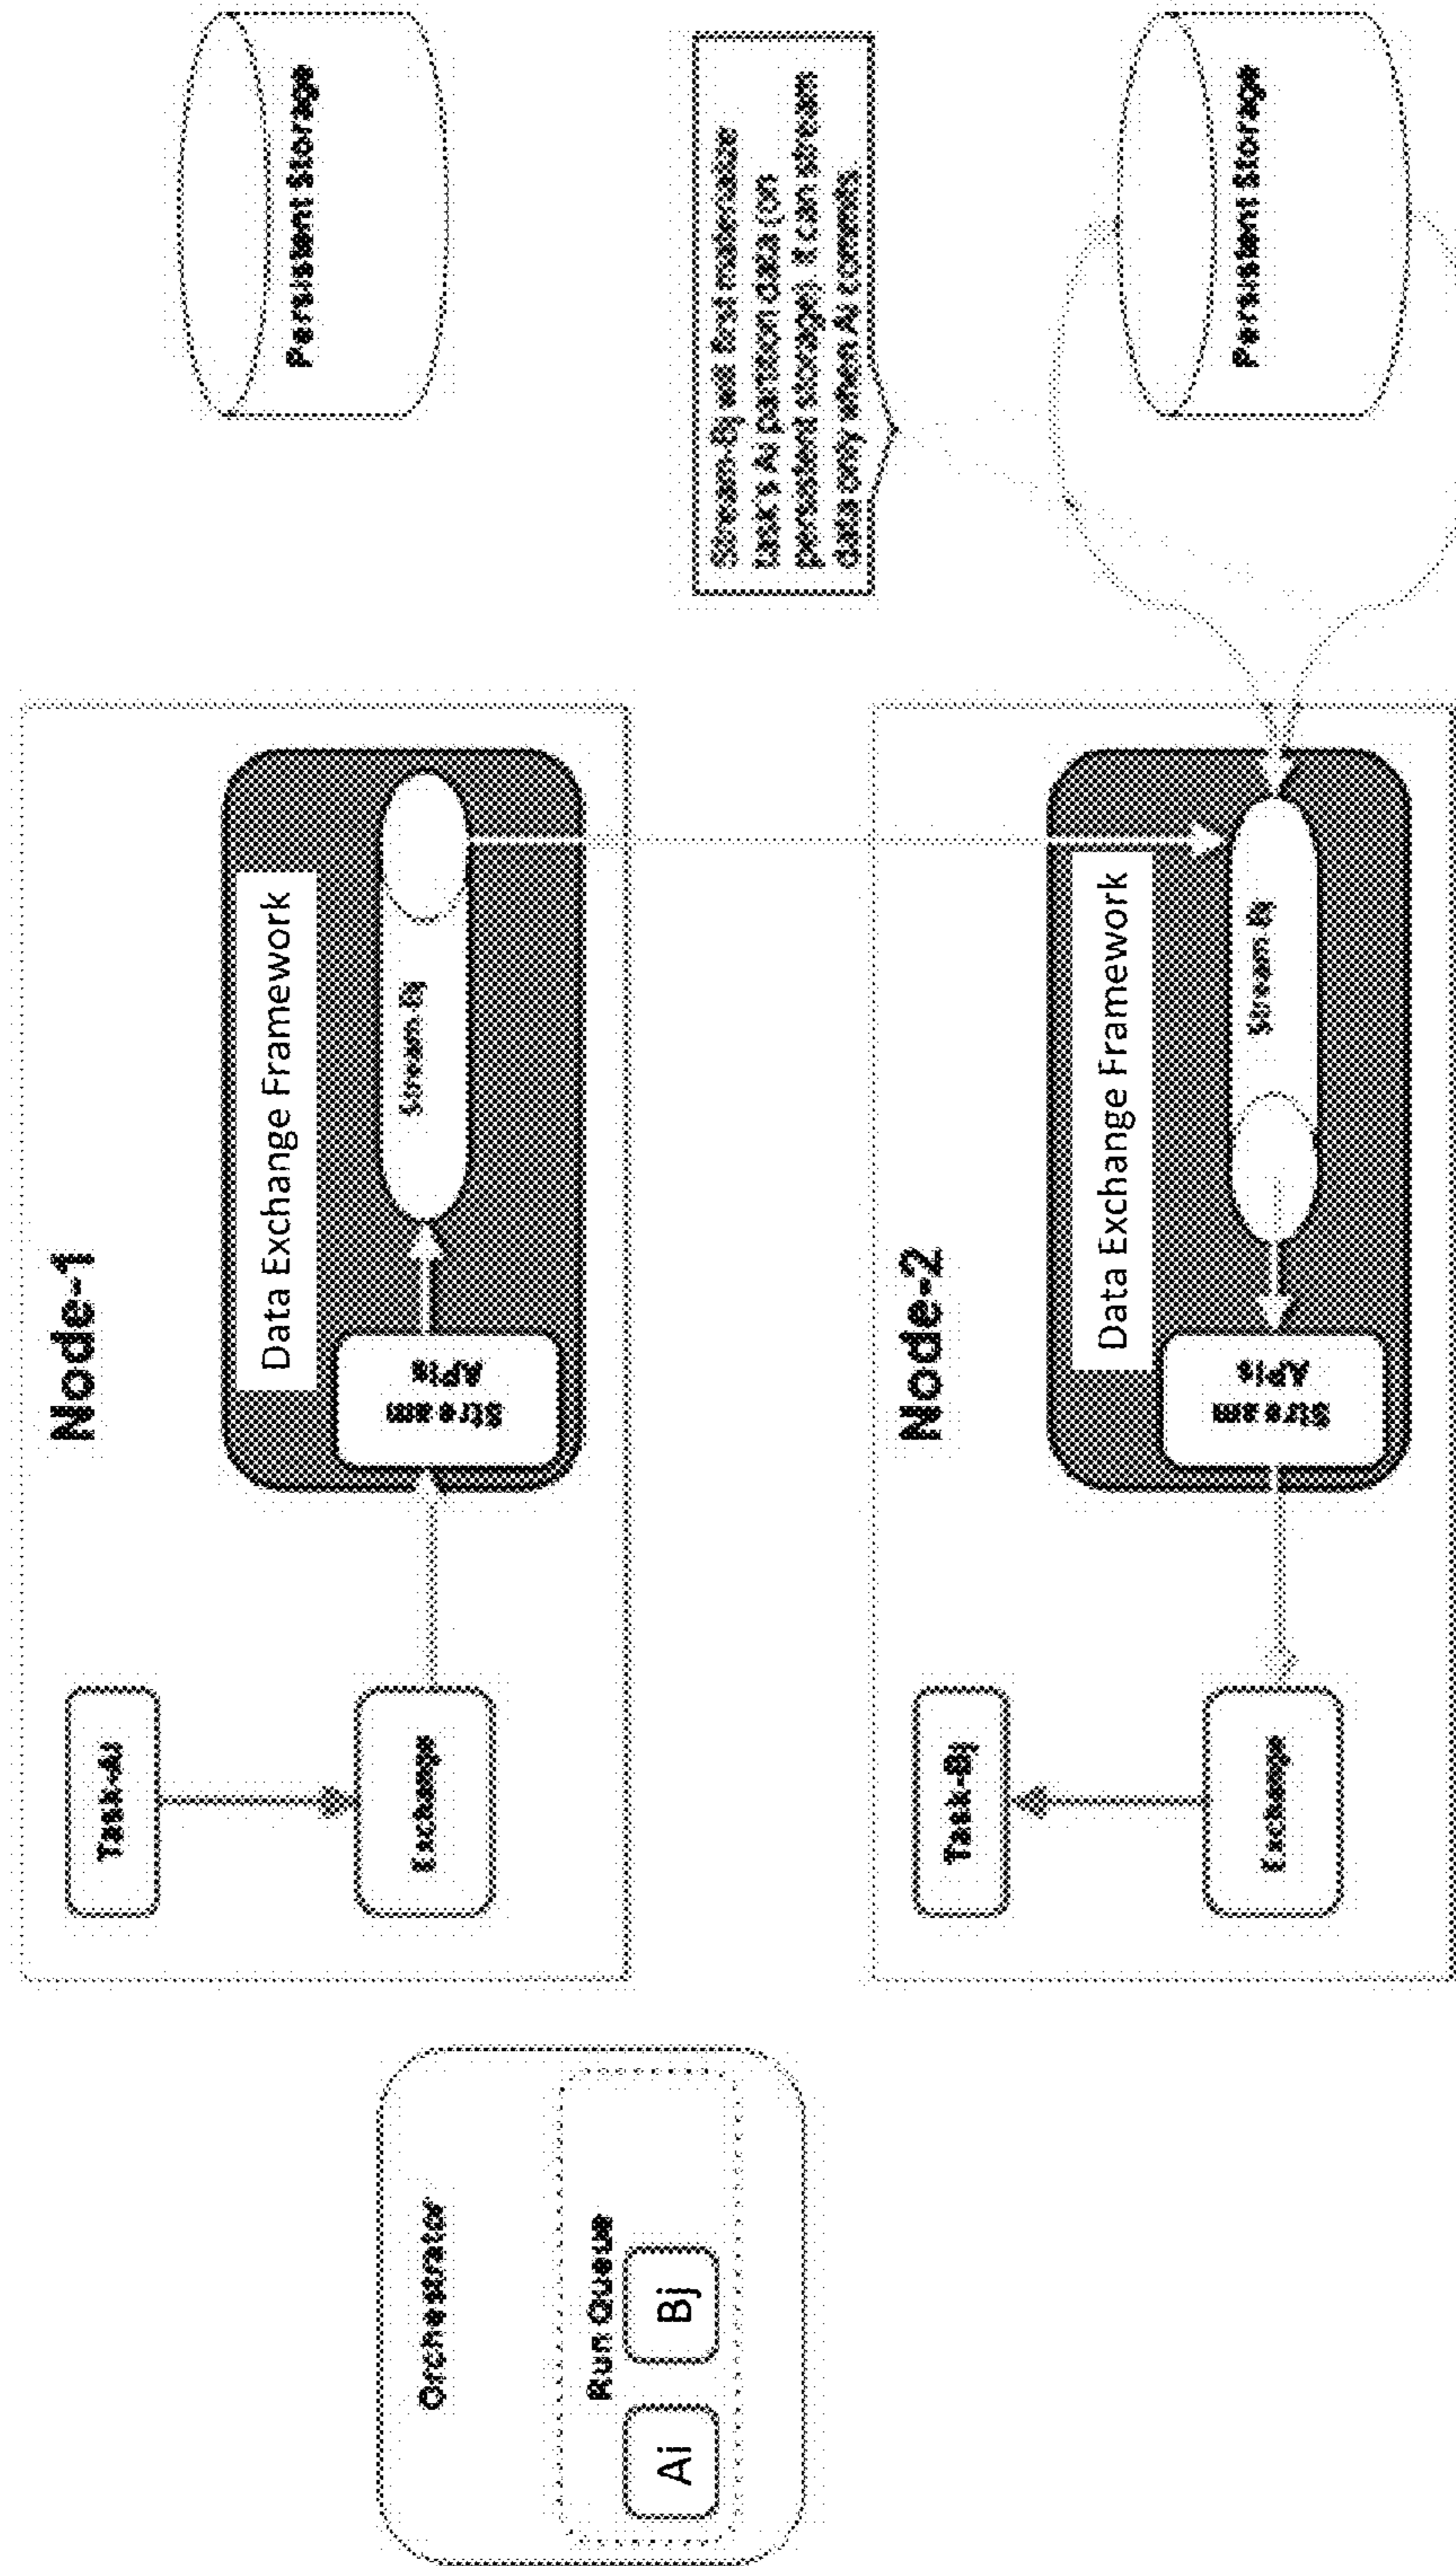 Orchestrator
Run Queue
Ai
Bj
Node-1
Task-Ai
Exchange
Data Exchange Framework
Stream
APIs
Stream Bj
Persistent Storage
Stream-Bj will first materialize
task's Ai partition data (on
persistent storage). It can stream
data only when Ai commits
Node-2
Task-Bj
Exchange
Data Exchange Framework
Stream
APIs
Stream Bj
Persistent Storage